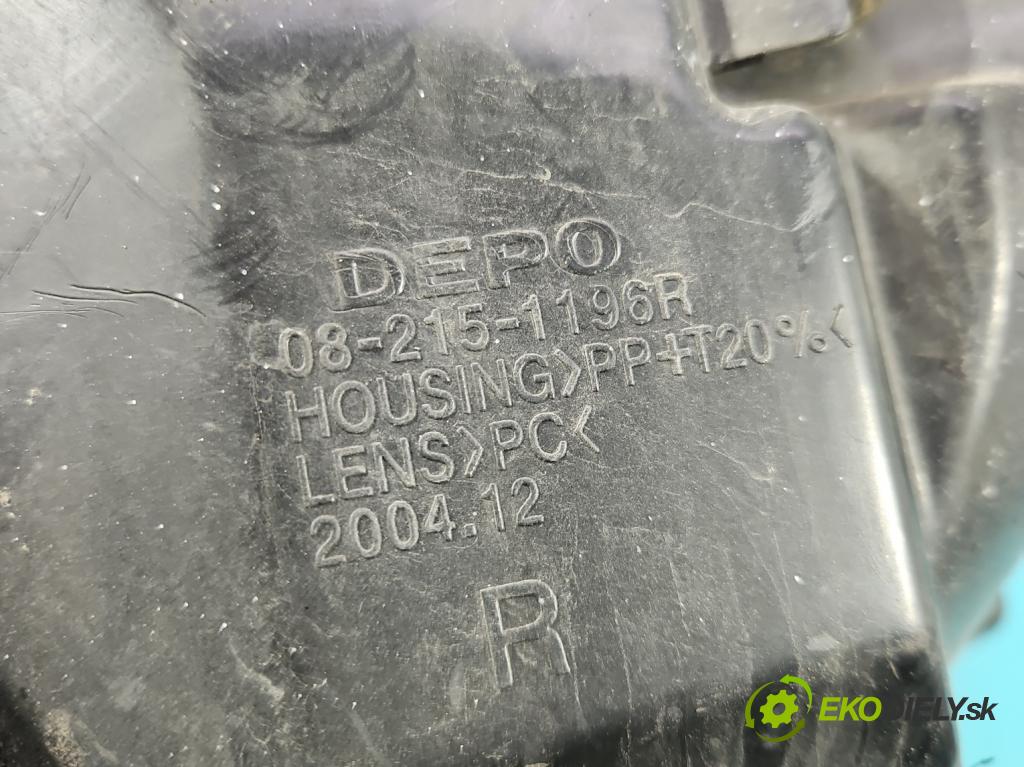 DEPO
08-215-1196R
HOUSING>PP+T20%<
LENS>PC<
2004.12
R
EKODIELY.sk